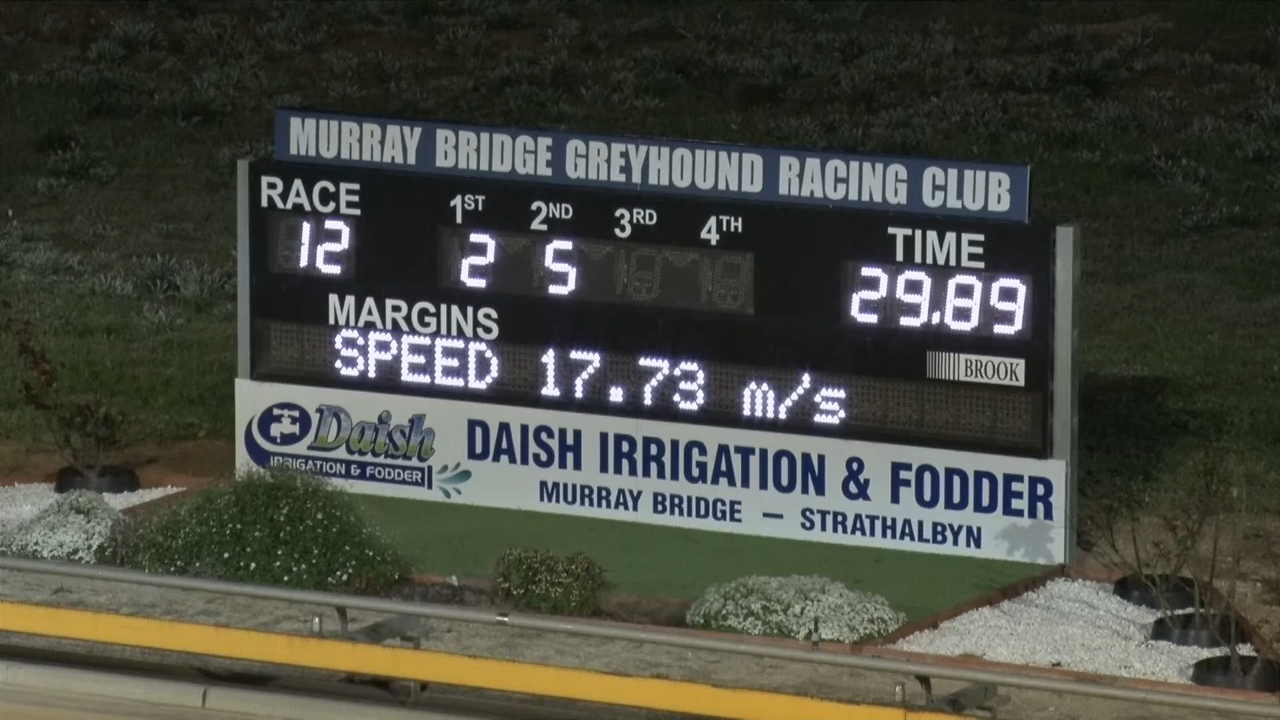 MURRAY BRIDGE GREYHOUND RACING CLUB
RACE 1ST 2ND 3RD 4TH TIME
12 2 5 29.89
MARGINS
SPEED 17.73 m/s
BROOK
Daish
IRRIGATION & FODDER
DAISH IRRIGATION & FODDER
MURRAY BRIDGE – STRATHALBYN